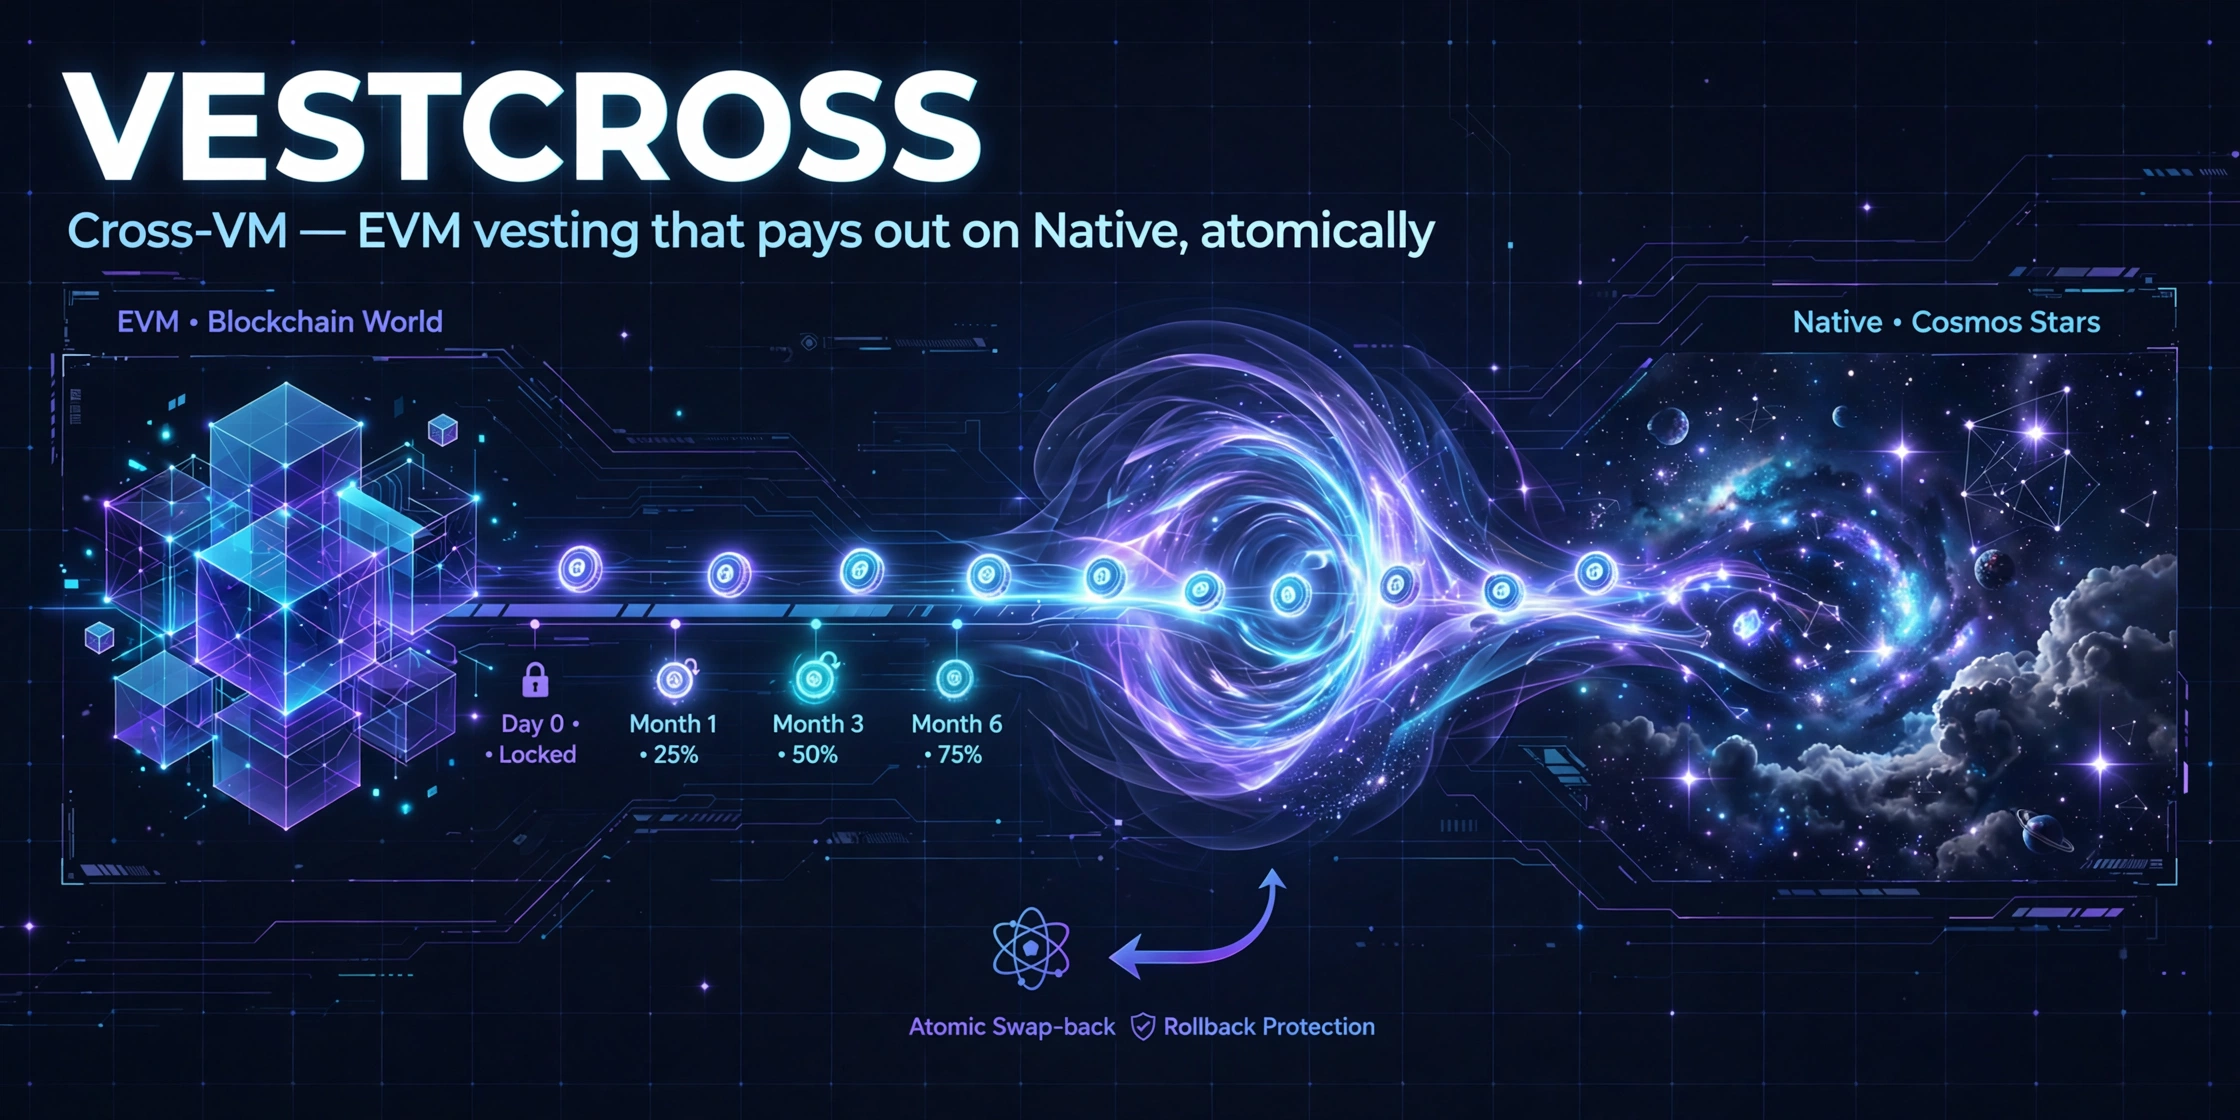 VESTCROSS
Cross-VM — EVM vesting that pays out on Native, atomically
EVM • Blockchain World
Native • Cosmos Stars
Day 0 •
• Locked
Month 1
• 25%
Month 3
• 50%
Month 6
• 75%
Atomic Swap-back
Rollback Protection